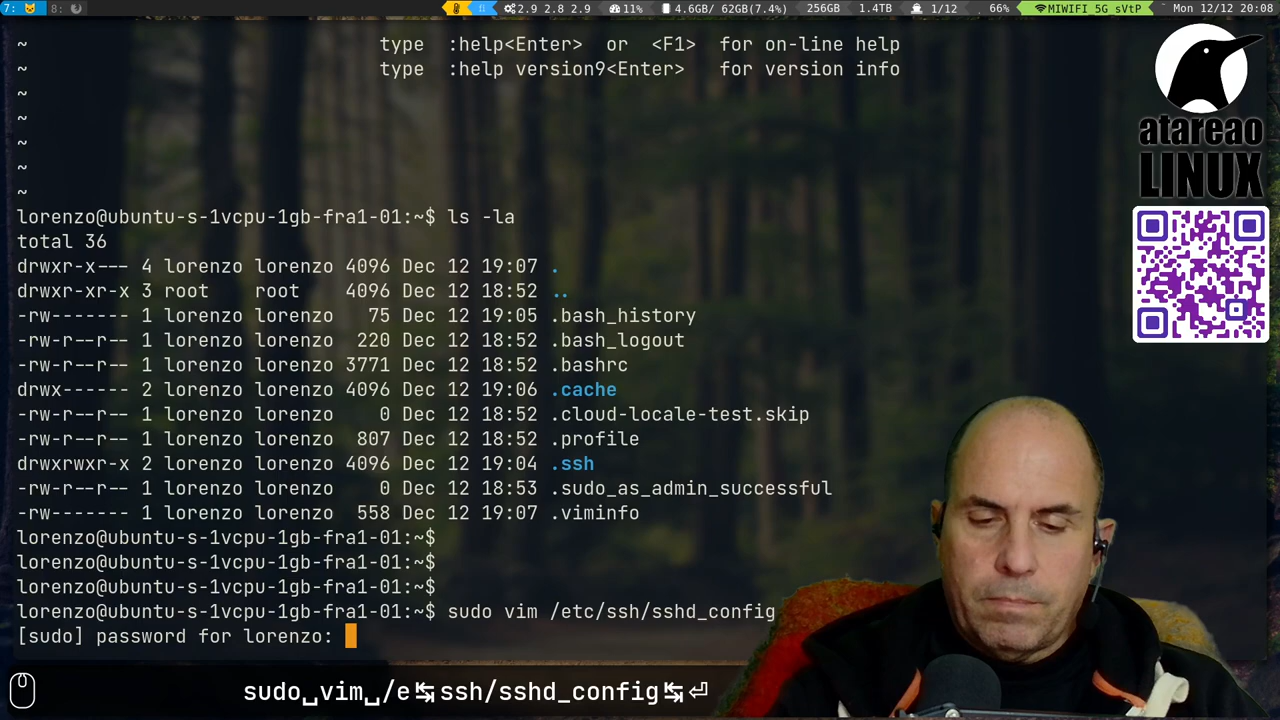 7: 8: 2.9 2.8 2.9 11% 4.6GB/ 62GB(7.4%) 256GB 1.4TB 1/12 66% MIWIFI 5G sVtP Mon 12/12 20:08
~ type :help<Enter> or <F1> for on-line help
~ type :help version9<Enter> for version info
~
~
~
~
~
lorenzo@ubuntu-s-1vcpu-1gb-fra1-01:~$ ls -la
total 36
drwxr-x--- 4 lorenzo lorenzo 4096 Dec 12 19:07 .
drwxr-xr-x 3 root root 4096 Dec 12 18:52 ..
-rw------- 1 lorenzo lorenzo 75 Dec 12 19:05 .bash_history
-rw-r--r-- 1 lorenzo lorenzo 220 Dec 12 18:52 .bash_logout
-rw-r--r-- 1 lorenzo lorenzo 3771 Dec 12 18:52 .bashrc
drwx------ 2 lorenzo lorenzo 4096 Dec 12 19:06 .cache
-rw-r--r-- 1 lorenzo lorenzo 0 Dec 12 18:52 .cloud-locale-test.skip
-rw-r--r-- 1 lorenzo lorenzo 807 Dec 12 18:52 .profile
drwxrwxr-x 2 lorenzo lorenzo 4096 Dec 12 19:04 .ssh
-rw-r--r-- 1 lorenzo lorenzo 0 Dec 12 18:53 .sudo_as_admin_successful
-rw------- 1 lorenzo lorenzo 558 Dec 12 19:07 .viminfo
lorenzo@ubuntu-s-1vcpu-1gb-fra1-01:~$
lorenzo@ubuntu-s-1vcpu-1gb-fra1-01:~$
lorenzo@ubuntu-s-1vcpu-1gb-fra1-01:~$
lorenzo@ubuntu-s-1vcpu-1gb-fra1-01:~$ sudo vim /etc/ssh/sshd_config
[sudo] password for lorenzo:
sudo␣vim␣/e↹ssh/sshd_config↹⏎
atareao
LINUX